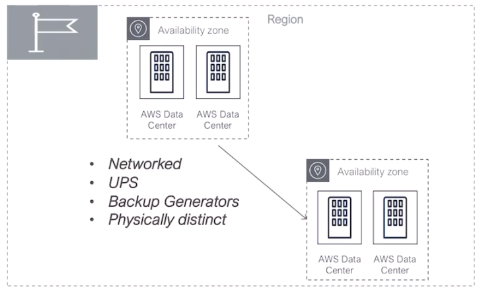 Region
Availability zone
AWS Data
Center
AWS Data
Center
• Networked
• UPS
• Backup Generators
• Physically distinct
Availability zone
AWS Data
Center
AWS Data
Center